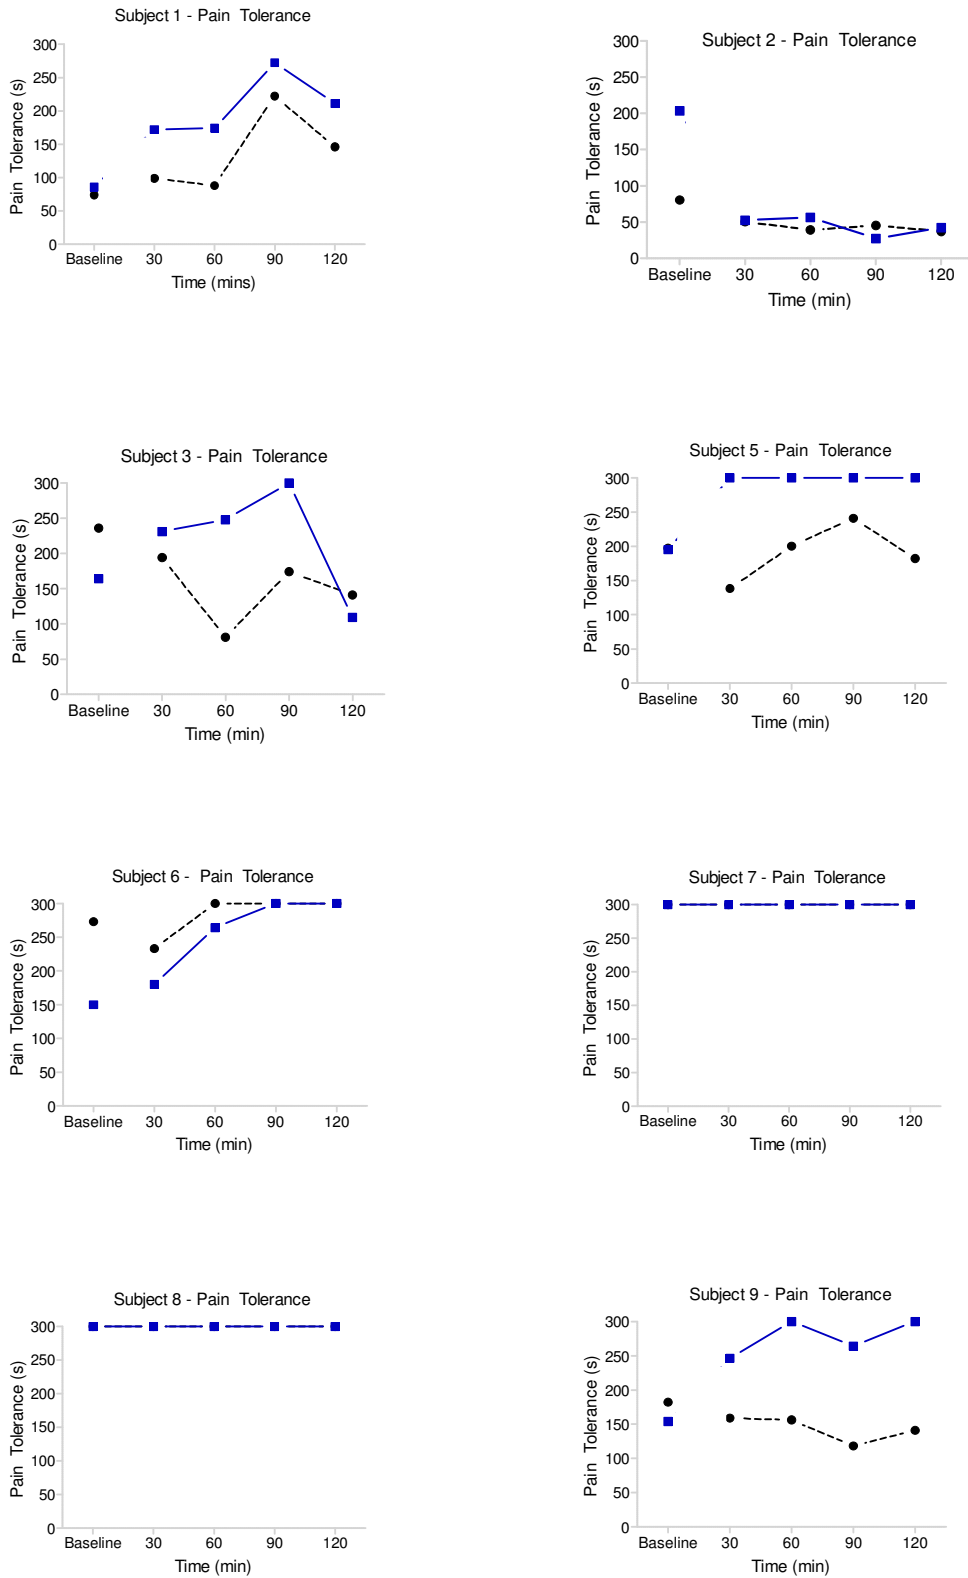 Subject 1 - Pain Tolerance
Pain Tolerance (s)
300
250
200
150
100
50
0
Baseline 30 60 90 120
Time (mins)
Subject 2 - Pain Tolerance
Pain Tolerance (s)
300
250
200
150
100
50
0
Baseline 30 60 90 120
Time (min)
Subject 3 - Pain Tolerance
Pain Tolerance (s)
300
250
200
150
100
50
0
Baseline 30 60 90 120
Time (min)
Subject 5 - Pain Tolerance
Pain Tolerance (s)
300
250
200
150
100
50
0
Baseline 30 60 90 120
Time (min)
Subject 6 - Pain Tolerance
Pain Tolerance (s)
300
250
200
150
100
50
0
Baseline 30 60 90 120
Time (min)
Subject 7 - Pain Tolerance
Pain Tolerance (s)
300
250
200
150
100
50
0
Baseline 30 60 90 120
Time (min)
Subject 8 - Pain Tolerance
Pain Tolerance (s)
300
250
200
150
100
50
0
Baseline 30 60 90 120
Time (min)
Subject 9 - Pain Tolerance
Pain Tolerance (s)
300
250
200
150
100
50
0
Baseline 30 60 90 120
Time (min)